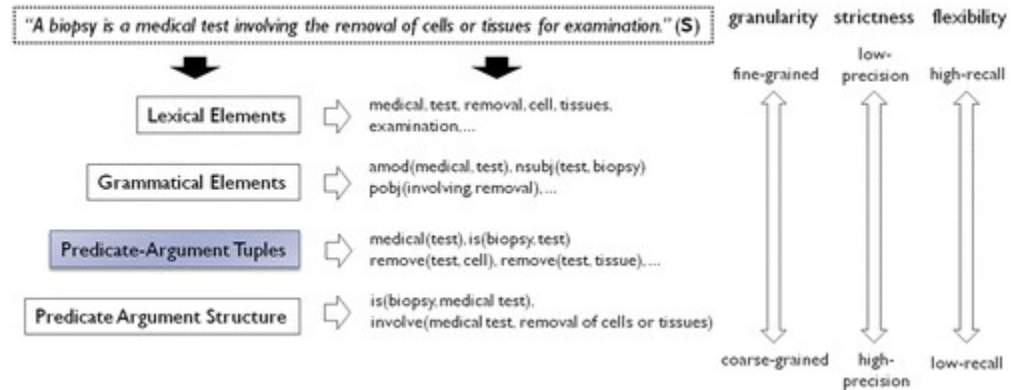 "A biopsy is a medical test involving the removal of cells or tissues for examination." (S)
granularity strictness flexibility
fine-grained
low-
precision
high-recall
Lexical Elements
medical, test, removal, cell, tissues,
examination,...
Grammatical Elements
amod(medical, test), nsubj(test, biopsy)
pobj(involving, removal),...
Predicate-Argument Tuples
medical(test), is(biopsy, test)
remove(test, cell), remove(test, tissue),...
Predicate Argument Structure
is(biopsy, medical test),
involve(medical test, removal of cells or tissues)
coarse-grained
high-
precision
low-recall